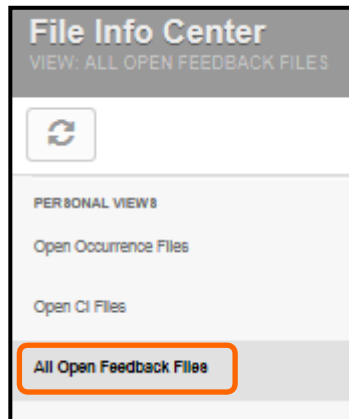 File Info Center
VIEW: ALL OPEN FEEDBACK FILES
PERSONAL VIEWS
Open Occurrence Files
Open CI Files
All Open Feedback Files